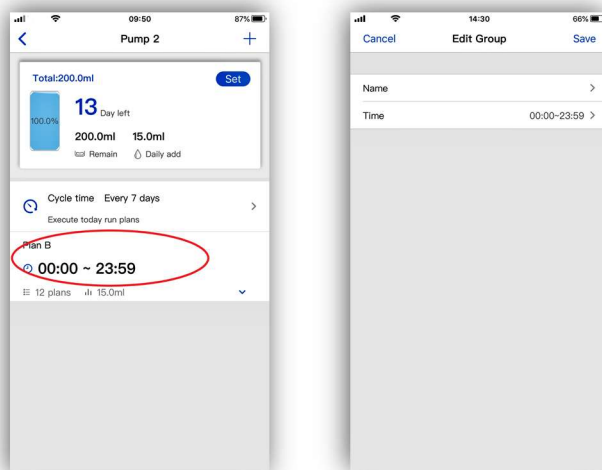 09:50
87%
Pump 2
Total:200.0ml
Set
100.0%
13 Day left
200.0ml 15.0ml
Remain Daily add
Cycle time Every 7 days
Execute today run plans
Plan B
00:00 ~ 23:59
12 plans 15.0ml
14:30
66%
Cancel Edit Group Save
Name
Time 00:00~23:59